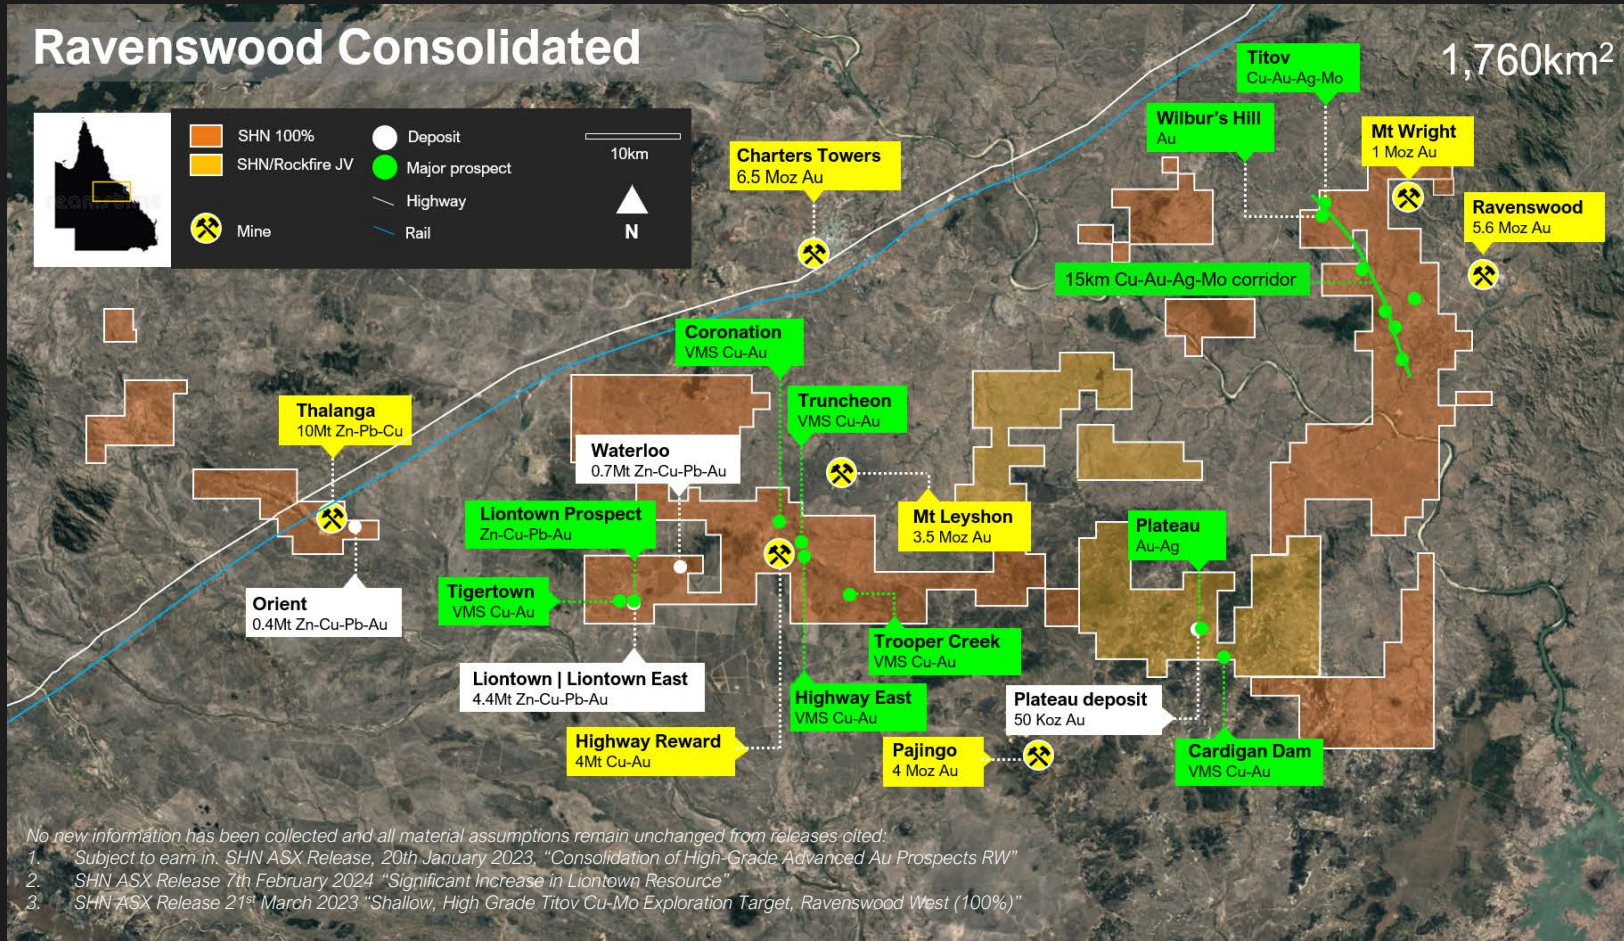 Ravenswood Consolidated
1,760km²
SHN 100%
SHN/Rockfire JV
Mine
Deposit
Major prospect
Highway
Rail
10km
N
Titov
Cu-Au-Ag-Mo
Wilbur's Hill
Au
Mt Wright
1 Moz Au
Charters Towers
6.5 Moz Au
Ravenswood
5.6 Moz Au
15km Cu-Au-Ag-Mo corridor
Coronation
VMS Cu-Au
Truncheon
VMS Cu-Au
Thalanga
10Mt Zn-Pb-Cu
Waterloo
0.7Mt Zn-Cu-Pb-Au
Liontown Prospect
Zn-Cu-Pb-Au
Mt Leyshon
3.5 Moz Au
Plateau
Au-Ag
Tigertown
VMS Cu-Au
Orient
0.4Mt Zn-Cu-Pb-Au
Trooper Creek
VMS Cu-Au
Liontown | Liontown East
4.4Mt Zn-Cu-Pb-Au
Highway East
VMS Cu-Au
Plateau deposit
50 Koz Au
Highway Reward
4Mt Cu-Au
Pajingo
4 Moz Au
Cardigan Dam
VMS Cu-Au
No new information has been collected and all material assumptions remain unchanged from releases cited:
1. Subject to earn in. SHN ASX Release, 20th January 2023, “Consolidation of High-Grade Advanced Au Prospects RW”
2. SHN ASX Release 7th February 2024 “Significant Increase in Liontown Resource”
3. SHN ASX Release 21st March 2023 “Shallow, High Grade Titov Cu-Mo Exploration Target, Ravenswood West (100%)”